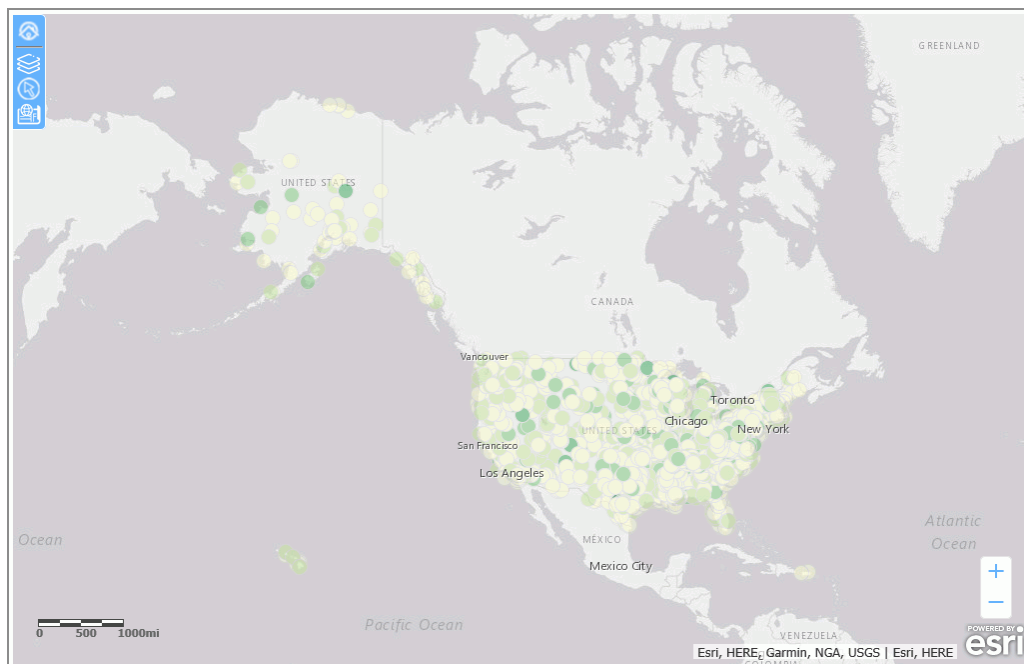 GREENLAND
UNITED STATES
CANADA
Vancouver
Toronto
Chicago
New York
UNITED STATES
San Francisco
Los Angeles
Atlantic
Ocean
Ocean
MÉXICO
Mexico City
+
−
Pacific Ocean
0 500 1000mi
POWERED BY
esri
VENEZUELA
Esri, HERE, Garmin, NGA, USGS | Esri, HERE
COLOMBIA